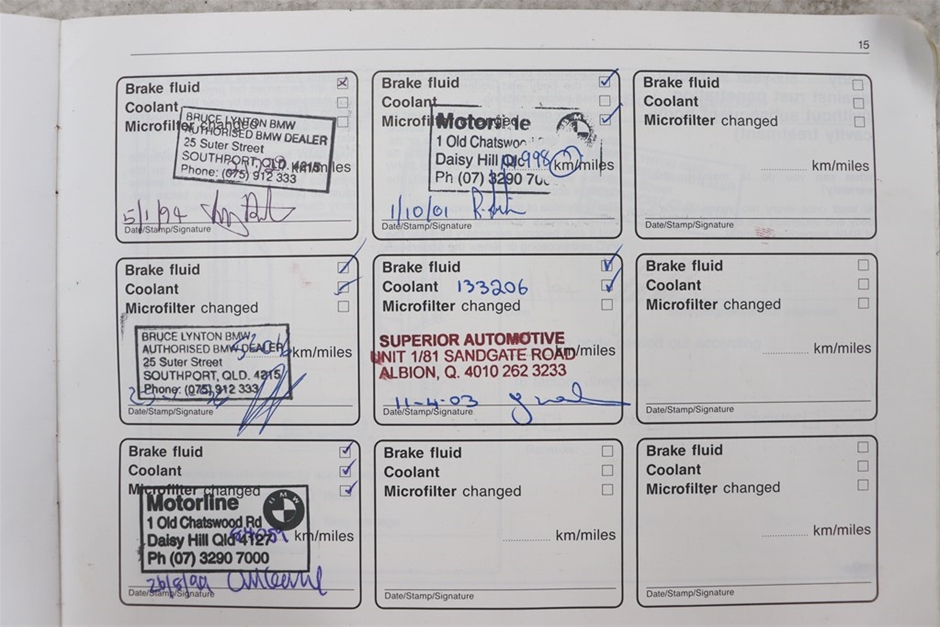 15
Brake fluid
Coolant
Microfilter changed
BRUCE LYNTON BMW
AUTHORISED BMW DEALER
25 Suter Street
SOUTHPORT, QLD. 4215
km/miles
Phone: (075) 912 333
5/1/94
Date/Stamp/Signature
Brake fluid
Coolant
Microfilter changed
BRUCE LYNTON BMW
AUTHORISED BMW DEALER
km/miles
25 Suter Street
SOUTHPORT, QLD. 4215
Phone: (075) 912 333
Date/Stamp/Signature
Brake fluid
Coolant
Microfilter changed
Motorline
BMW
1 Old Chatswood Rd
Daisy Hill Qld 4127
km/miles
Ph (07) 3290 7000
26/8/99
Date/Stamp/Signature
Brake fluid
Coolant
Motorline
1 Old Chatswood
Daisy Hill
km/miles
Ph (07) 3290
1/10/01
Date/Stamp/Signature
Brake fluid
Coolant 133206
Microfilter changed
SUPERIOR AUTOMOTIVE
UNIT 1/81 SANDGATE ROAD
km/miles
ALBION, Q. 4010 262 3233
11-4-03
Date/Stamp/Signature
Brake fluid
Coolant
Microfilter changed
km/miles
Date/Stamp/Signature
Brake fluid
Coolant
Microfilter changed
km/miles
Date/Stamp/Signature
Brake fluid
Coolant
Microfilter changed
km/miles
Date/Stamp/Signature
Brake fluid
Coolant
Microfilter changed
km/miles
Date/Stamp/Signature